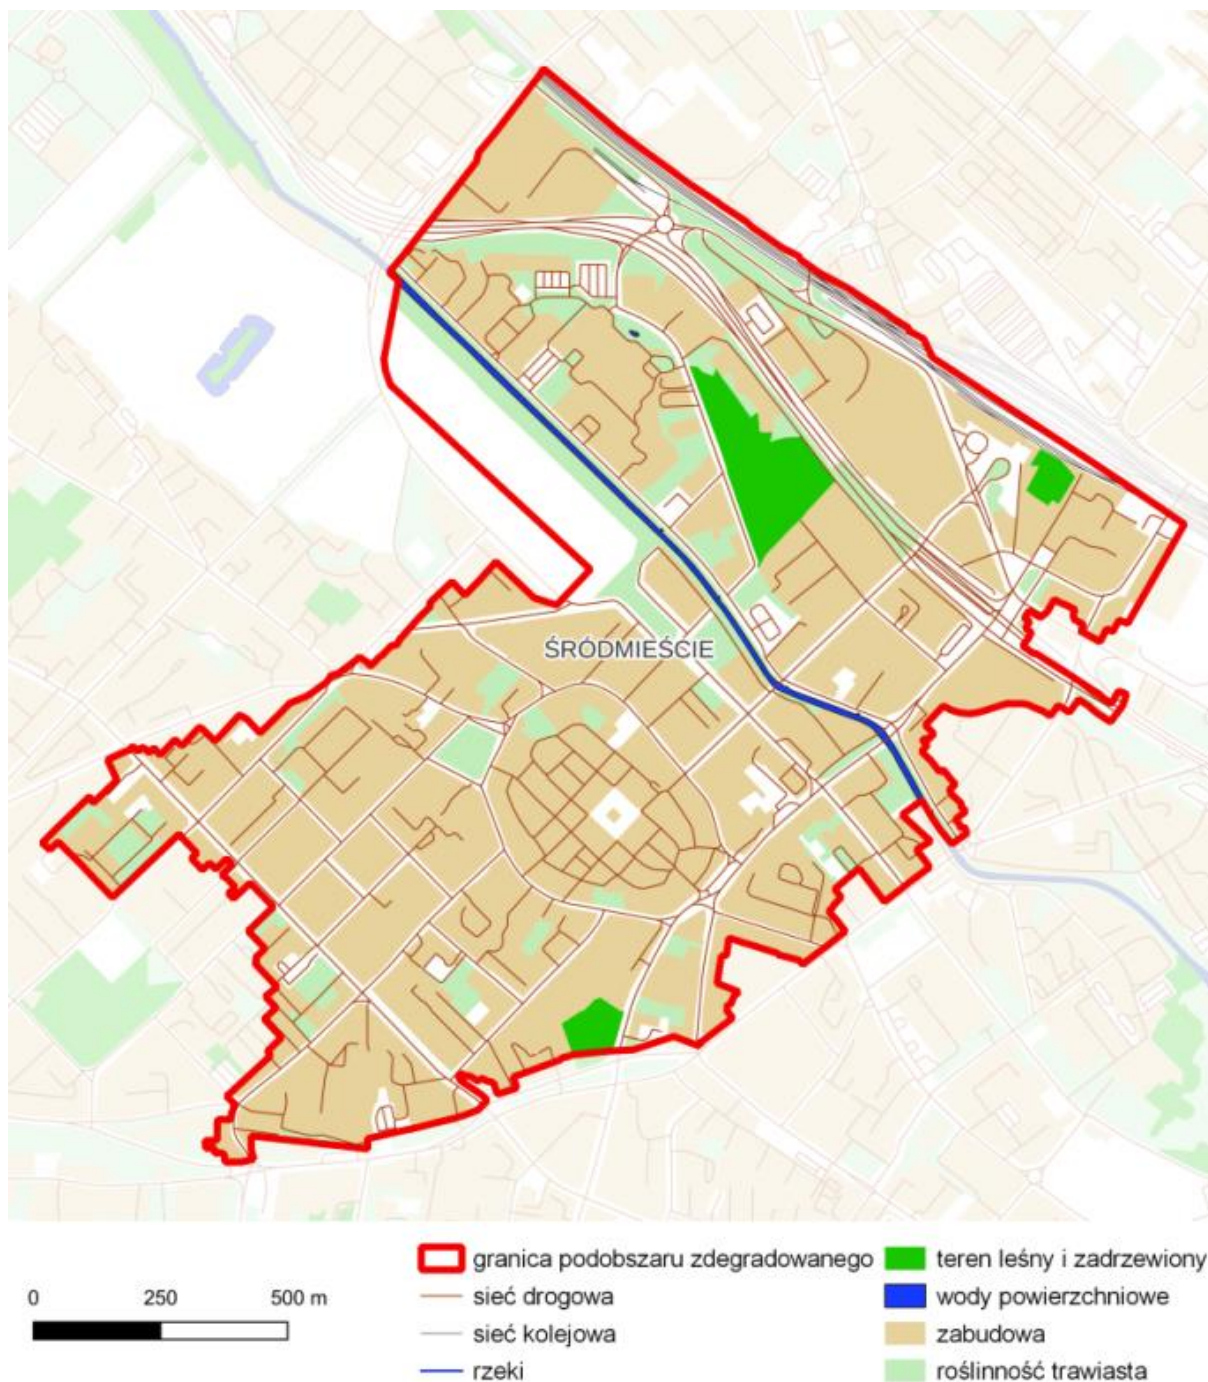 ŚRÓDMIEŚCIE
granica podobszaru zdegradowanego
teren leśny i zadrzewiony
0 250 500 m
sieć drogowa
wody powierzchniowe
sieć kolejowa
zabudowa
rzeki
roślinność trawiasta